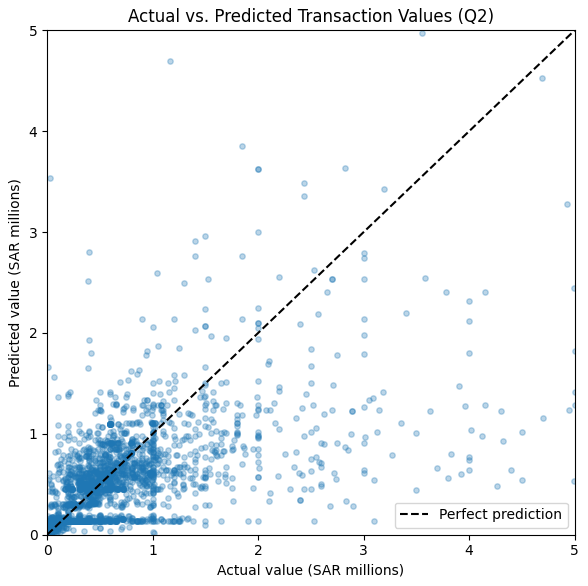 Actual vs. Predicted Transaction Values (Q2)
Predicted value (SAR millions)
5
4
3
2
1
0
0 1 2 3 4 5
Perfect prediction
Actual value (SAR millions)